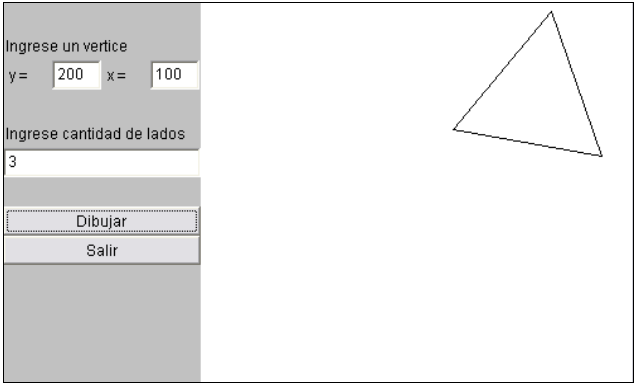 Ingrese un vertice
y = 200 x = 100
Ingrese cantidad de lados
3
Dibujar
Salir